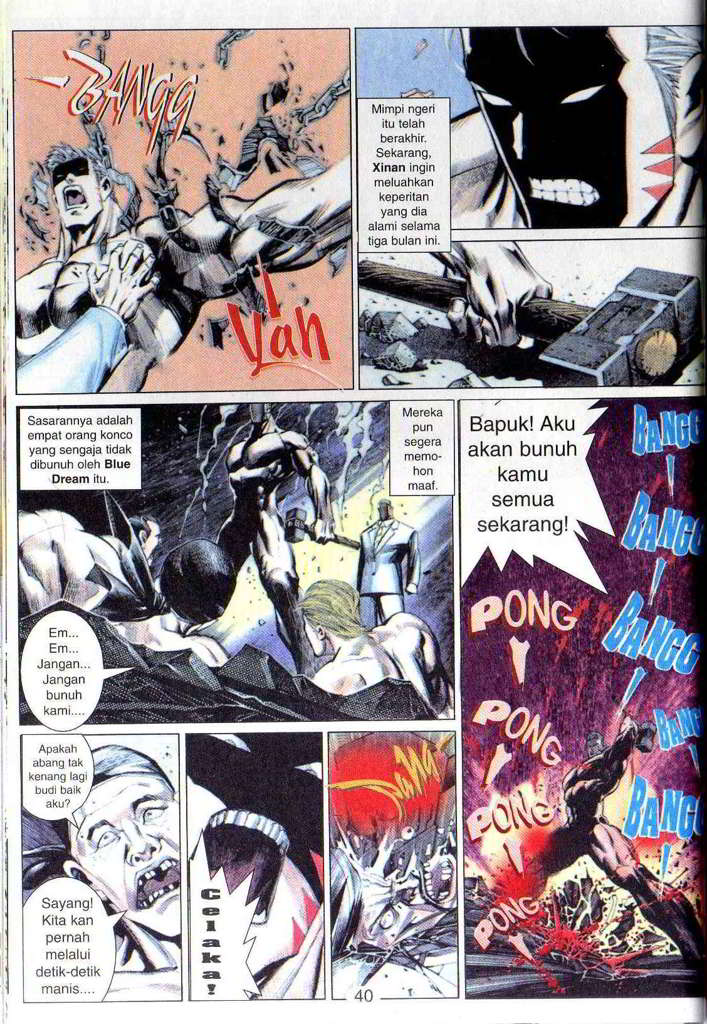 BANGG
Yah
Mimpi ngeri
itu telah
berakhir.
Sekarang,
Xinan ingin
meluahkan
keperitan
yang dia
alami selama
tiga bulan ini.
Sasarannya adalah
empat orang konco
yang sengaja tidak
dibunuh oleh Blue
Dream itu.
Mereka
pun
segera
memo-
hon
maaf.
Em...
Em...
Jangan...
Jangan
bunuh
kami....
Bapuk! Aku
akan bunuh
kamu
semua
sekarang!
BANGG
!
BANGG
!
BANGG
!
BANG
BANGG
!
PONG
!
PONG
!
PONG
!
PONG
!
Apakah
abang tak
kenang lagi
budi baik
aku?
Sayang!
Kita kan
pernah
melalui
detik-detik
manis....
Celaka!
40